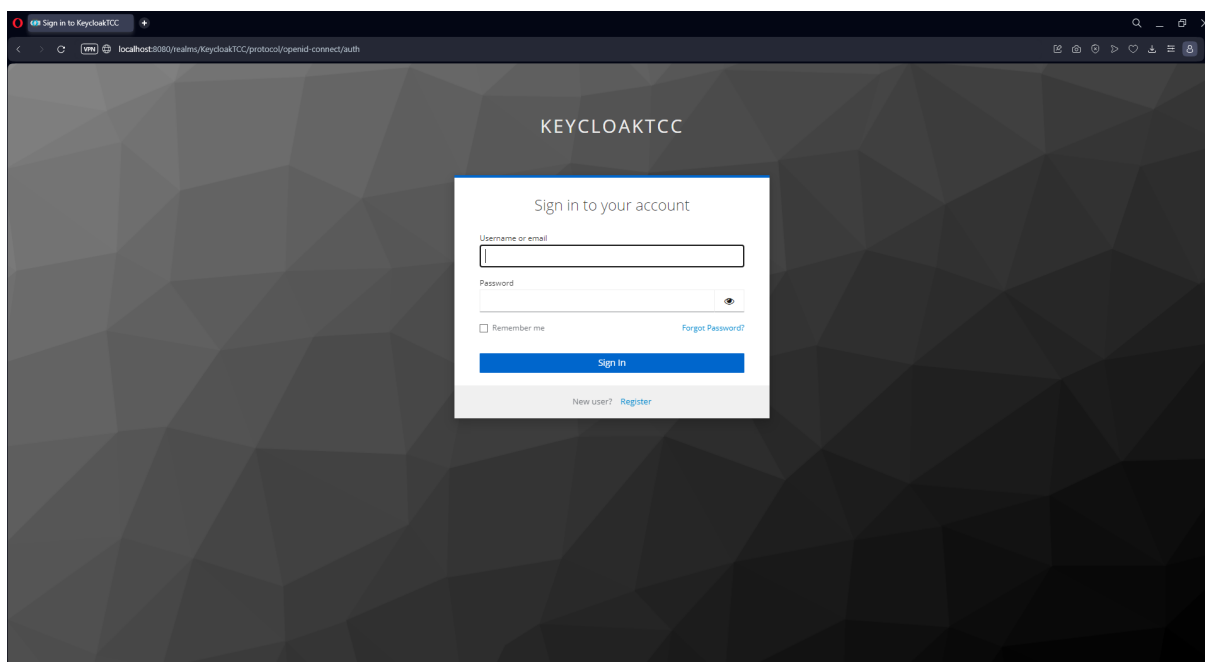 Sign in to KeycloakTCC
VPN localhost:8080/realms/KeycloakTCC/protocol/openid-connect/auth
KEYCLOAKTCC
Sign in to your account
Username or email
Password
Remember me Forgot Password?
Sign In
New user? Register